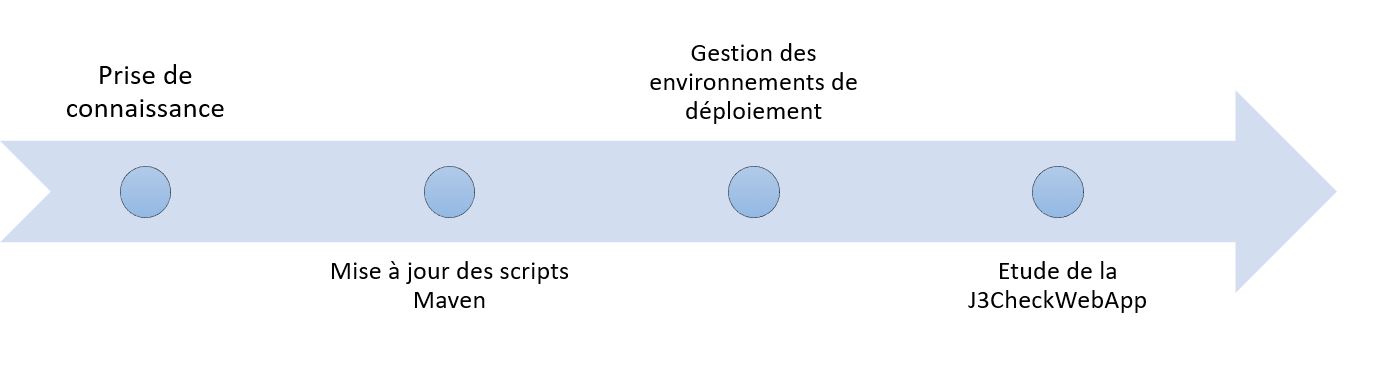 Prise de
connaissance
Mise à jour des scripts
Maven
Gestion des
environnements de
déploiement
Etude de la
J3CheckWebApp